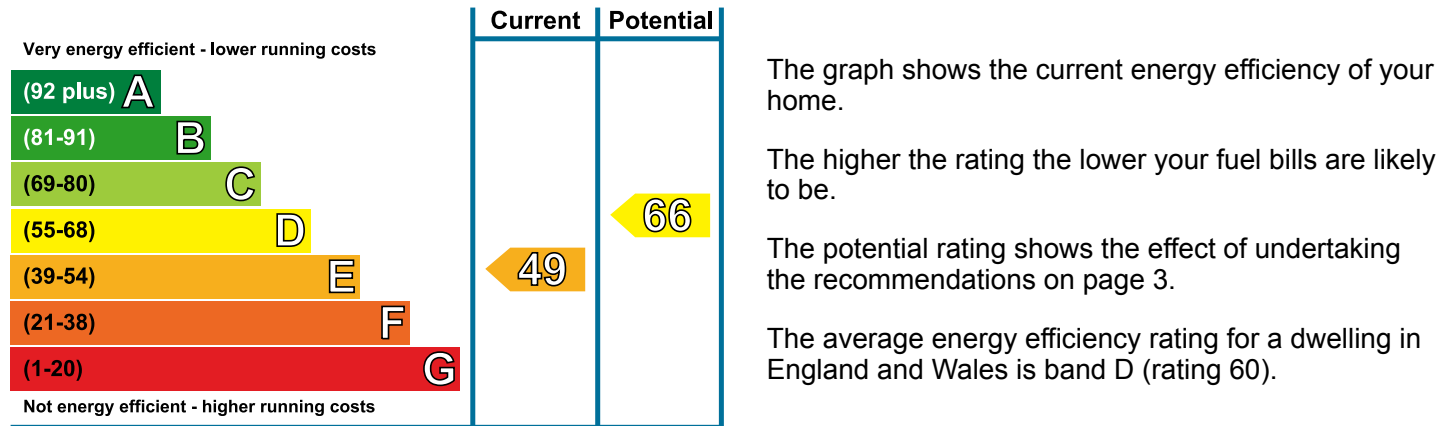 Current Potential
Very energy efficient - lower running costs
(92 plus) A
(81-91) B
(69-80) C
(55-68) D
(39-54) E
(21-38) F
(1-20) G
Not energy efficient - higher running costs
49
66
The graph shows the current energy efficiency of your
home.
The higher the rating the lower your fuel bills are likely
to be.
The potential rating shows the effect of undertaking
the recommendations on page 3.
The average energy efficiency rating for a dwelling in
England and Wales is band D (rating 60).